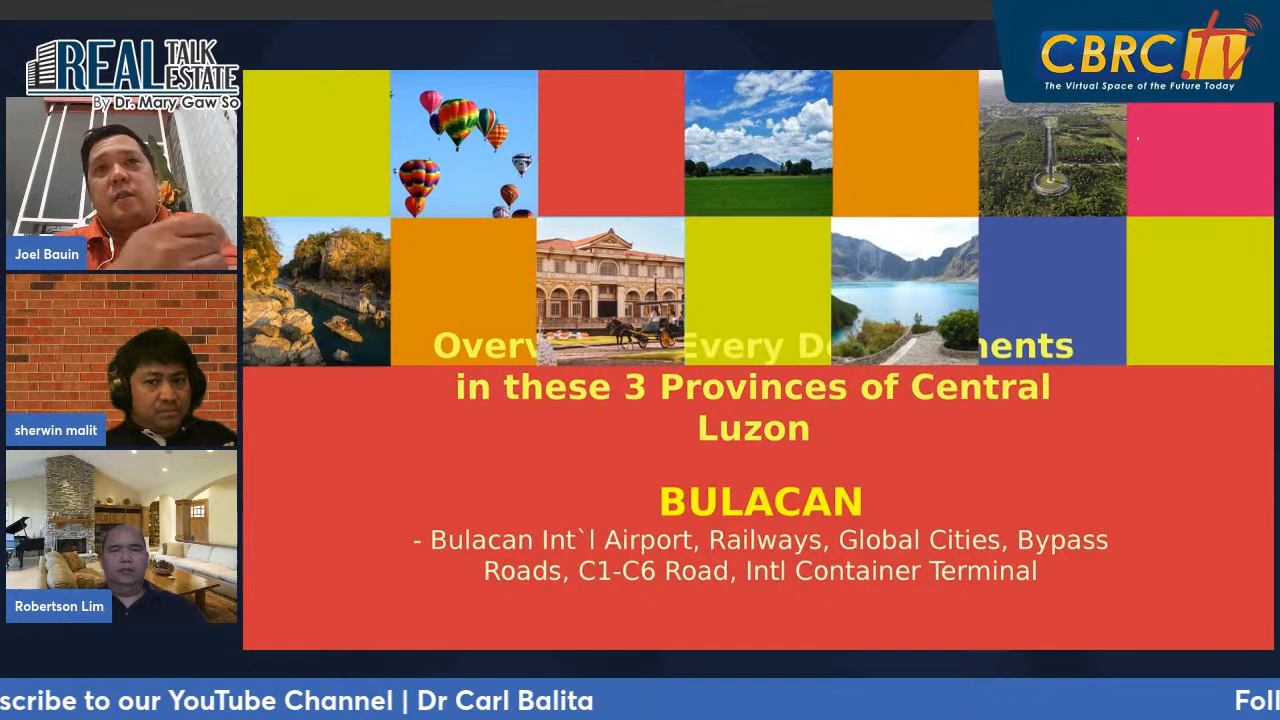 REAL TALK
ESTATE
By Dr. Mary Gaw So
CBRC.tv
The Virtual Space of the Future Today
Joel Bauin
sherwin malit
Robertson Lim
Every
in these 3 Provinces of Central
Luzon
BULACAN
- Bulacan Int`l Airport, Railways, Global Cities, Bypass
Roads, C1-C6 Road, Intl Container Terminal
to our YouTube Channel | Dr Carl Balita